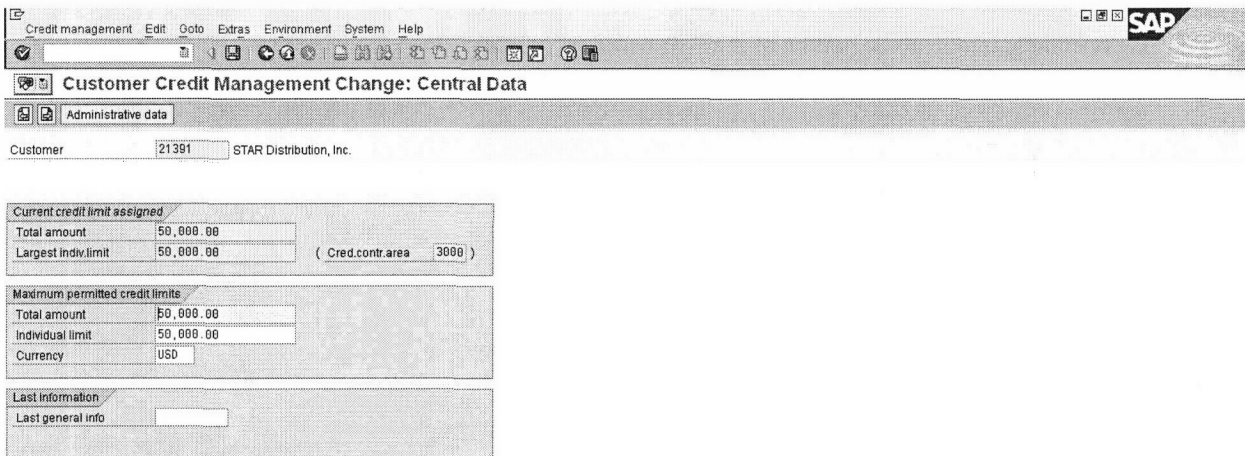 Credit management Edit Goto Extras Environment System Help
SAP
Customer Credit Management Change: Central Data
Administrative data
Customer 21391 STAR Distribution, Inc.
Current credit limit assigned
Total amount 50,000.00
Largest indiv.limit 50,000.00 ( Cred.contr.area 3000 )
Maximum permitted credit limits
Total amount 50,000.00
Individual limit 50,000.00
Currency USD
Last information
Last general info